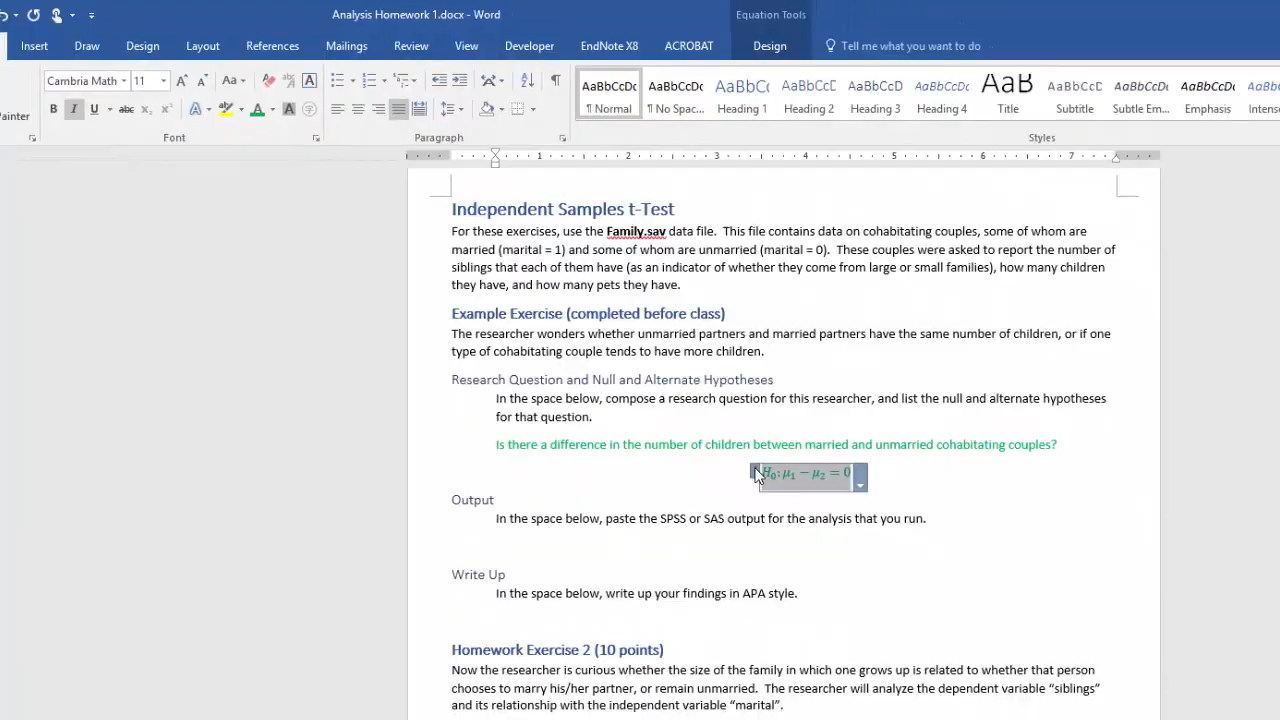 Analysis Homework 1.docx - Word
Equation Tools
Insert Draw Design Layout References Mailings Review View Developer EndNote X8 ACROBAT Design Tell me what you want to do
Cambria Math 11
AaBbCcDc AaBbCcDc AaBbCc AaBbCcD AaBbCcDc AaBbCcDc AaB AaBbCcDc AaBbCcDc AaBbCcDc
¶ Normal ¶ No Spac... Heading 1 Heading 2 Heading 3 Heading 4 Title Subtitle Subtle Em... Emphasis Intens
Painter
Font Paragraph Styles
1 2 3 4 5 6 7
Independent Samples t-Test
For these exercises, use the Family.sav data file. This file contains data on cohabitating couples, some of whom are
married (marital = 1) and some of whom are unmarried (marital = 0). These couples were asked to report the number of
siblings that each of them have (as an indicator of whether they come from large or small families), how many children
they have, and how many pets they have.
Example Exercise (completed before class)
The researcher wonders whether unmarried partners and married partners have the same number of children, or if one
type of cohabitating couple tends to have more children.
Research Question and Null and Alternate Hypotheses
In the space below, compose a research question for this researcher, and list the null and alternate hypotheses
for that question.
Is there a difference in the number of children between married and unmarried cohabitating couples?
H₀: μ₁ − μ₂ = 0
Output
In the space below, paste the SPSS or SAS output for the analysis that you run.
Write Up
In the space below, write up your findings in APA style.
Homework Exercise 2 (10 points)
Now the researcher is curious whether the size of the family in which one grows up is related to whether that person
chooses to marry his/her partner, or remain unmarried. The researcher will analyze the dependent variable “siblings”
and its relationship with the independent variable “marital”.